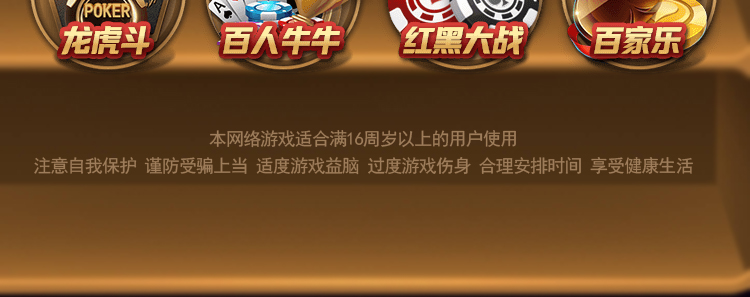 POKER
龙虎斗 百人牛牛 红黑大战 百家乐
本网络游戏适合满16周岁以上的用户使用
注意自我保护 谨防受骗上当 适度游戏益脑 过度游戏伤身 合理安排时间 享受健康生活